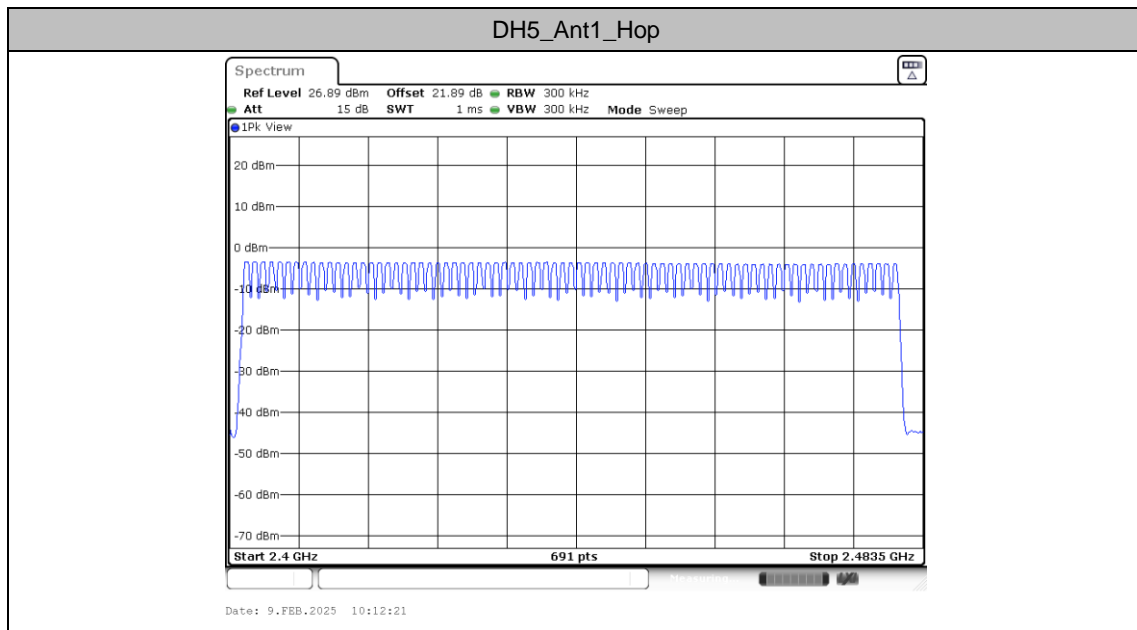 DH5_Ant1_Hop
Spectrum
Ref Level 26.89 dBm Offset 21.89 dB RBW 300 kHz
Att 15 dB SWT 1 ms VBW 300 kHz Mode Sweep
1Pk View
20 dBm
10 dBm
0 dBm
-10 dBm
-20 dBm
-30 dBm
-40 dBm
-50 dBm
-60 dBm
-70 dBm
Start 2.4 GHz 691 pts Stop 2.4835 GHz
Measuring...
Date: 9.FEB.2025 10:12:21